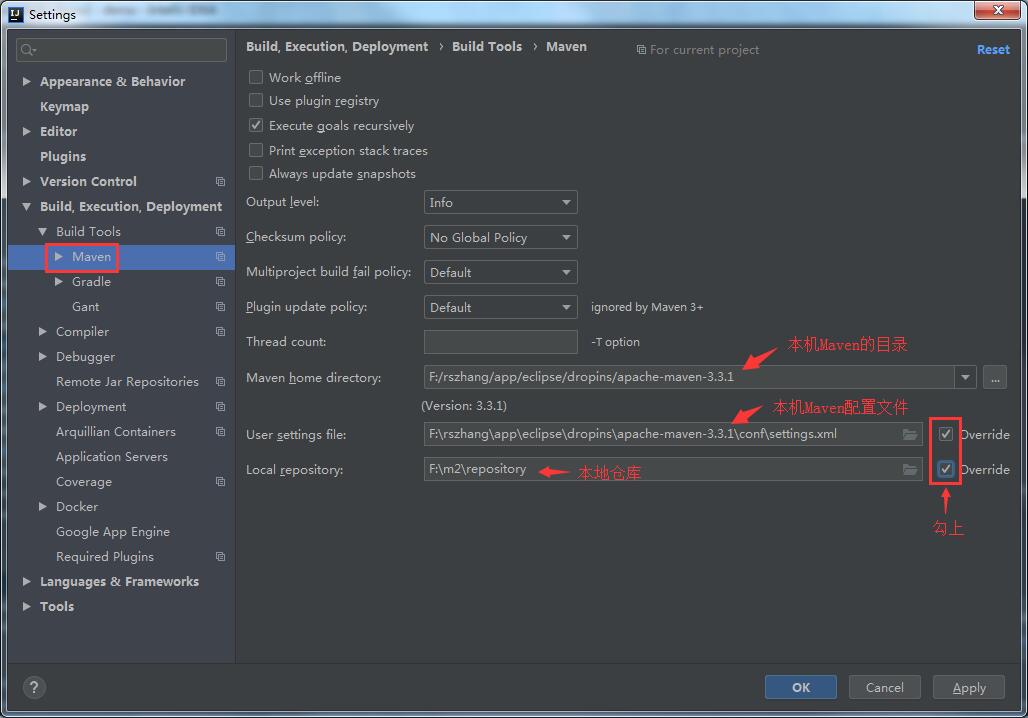 Settings
Appearance & Behavior
Keymap
Editor
Plugins
Version Control
Build, Execution, Deployment
Build Tools
Maven
Gradle
Gant
Compiler
Debugger
Remote Jar Repositories
Deployment
Arquillian Containers
Application Servers
Coverage
Docker
Google App Engine
Required Plugins
Languages & Frameworks
Tools
Build, Execution, Deployment › Build Tools › Maven For current project Reset
Work offline
Use plugin registry
Execute goals recursively
Print exception stack traces
Always update snapshots
Output level: Info
Checksum policy: No Global Policy
Multiproject build fail policy: Default
Plugin update policy: Default ignored by Maven 3+
Thread count: -T option
本机Maven的目录
Maven home directory: F:/rszhang/app/eclipse/dropins/apache-maven-3.3.1 ...
(Version: 3.3.1)
本机Maven配置文件
User settings file: F:\rszhang\app\eclipse\dropins\apache-maven-3.3.1\conf\settings.xml Override
Local repository: F:\m2\repository 本地仓库 Override
勾上
? OK Cancel Apply